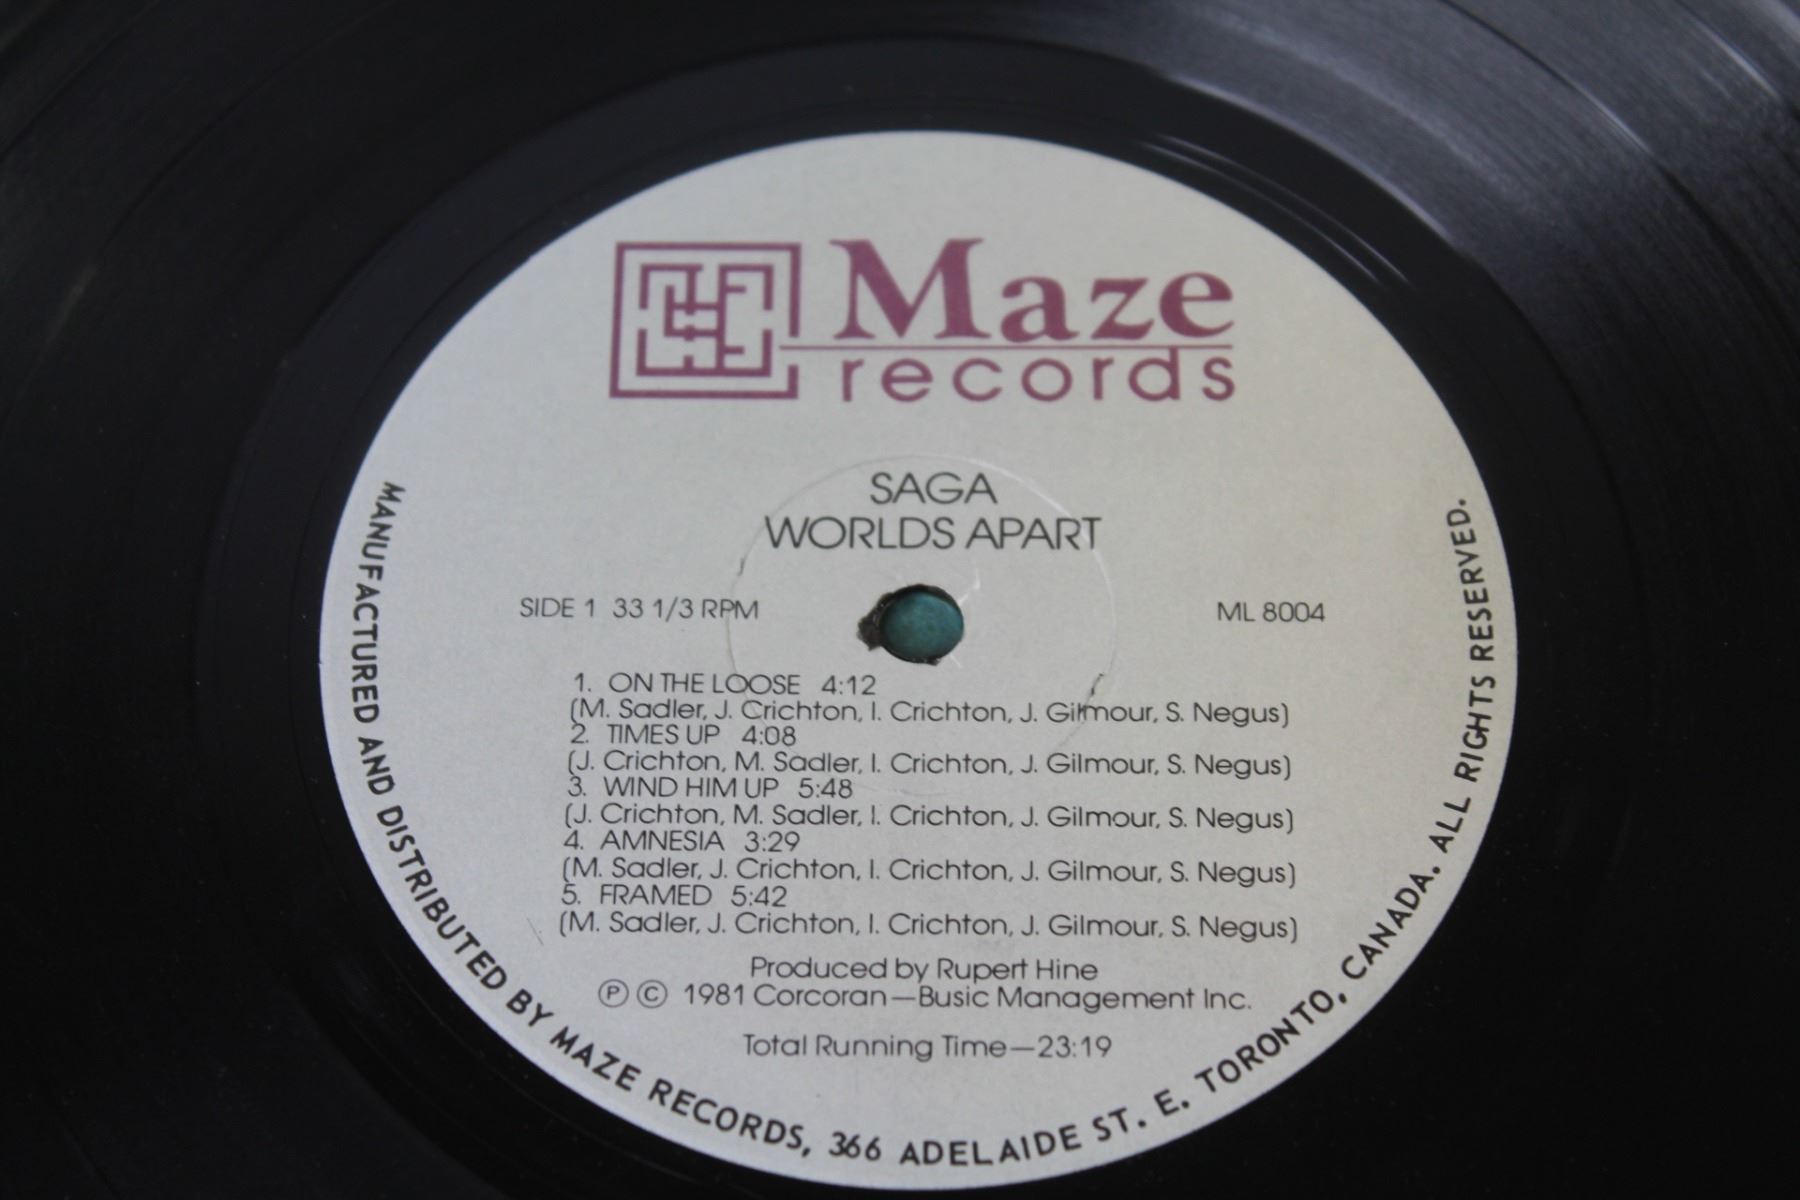 Maze
records
SAGA
WORLDS APART
SIDE 1 33 1/3 RPM
ML 8004
1. ON THE LOOSE 4:12
(M. Sadler, J. Crichton, I. Crichton, J. Gilmour, S. Negus)
2. TIMES UP 4:08
(J. Crichton, M. Sadler, I. Crichton, J. Gilmour, S. Negus)
3. WIND HIM UP 5:48
(J. Crichton, M. Sadler, I. Crichton, J. Gilmour, S. Negus)
4. AMNESIA 3:29
(M. Sadler, J. Crichton, I. Crichton, J. Gilmour, S. Negus)
5. FRAMED 5:42
(M. Sadler, J. Crichton, I. Crichton, J. Gilmour, S. Negus)
Produced by Rupert Hine
Ⓟ © 1981 Corcoran—Busic Management Inc.
Total Running Time—23:19
MANUFACTURED AND DISTRIBUTED BY MAZE RECORDS, 366 ADELAIDE ST. E. TORONTO, CANADA. ALL RIGHTS RESERVED.